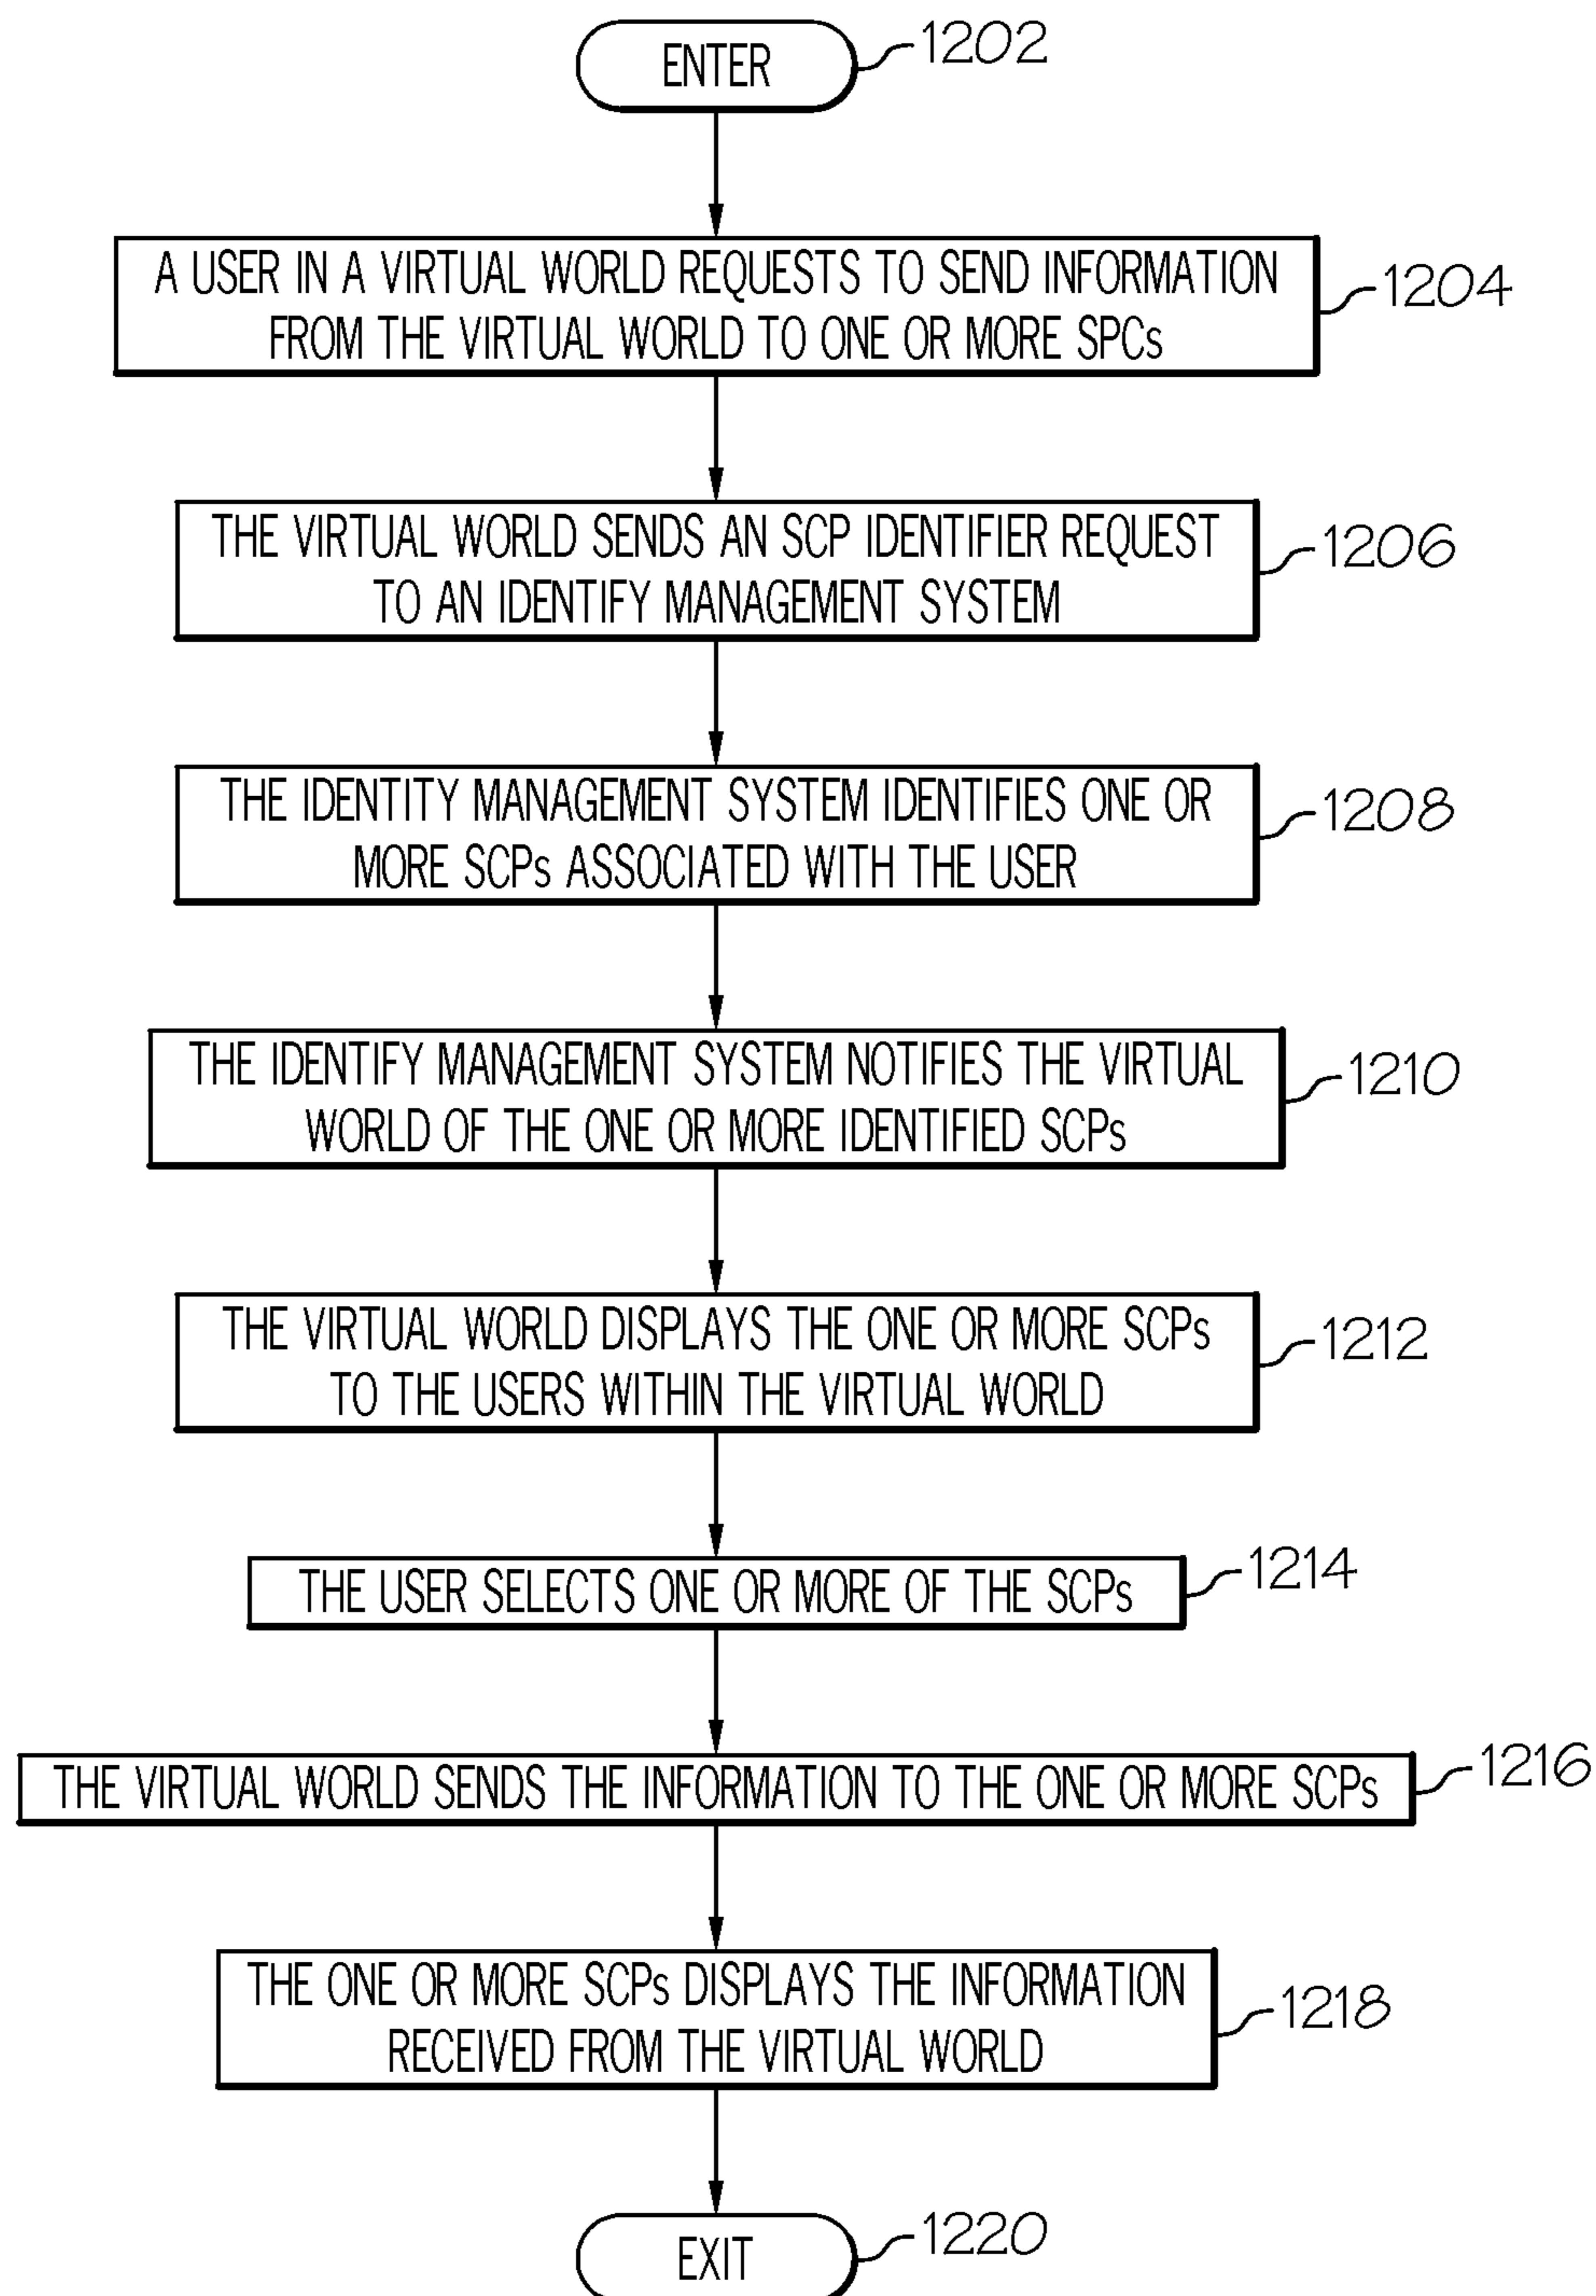 ENTER
1202
A USER IN A VIRTUAL WORLD REQUESTS TO SEND INFORMATION
FROM THE VIRTUAL WORLD TO ONE OR MORE SPCs
1204
THE VIRTUAL WORLD SENDS AN SCP IDENTIFIER REQUEST
TO AN IDENTIFY MANAGEMENT SYSTEM
1206
THE IDENTITY MANAGEMENT SYSTEM IDENTIFIES ONE OR
MORE SCPs ASSOCIATED WITH THE USER
1208
THE IDENTIFY MANAGEMENT SYSTEM NOTIFIES THE VIRTUAL
WORLD OF THE ONE OR MORE IDENTIFIED SCPs
1210
THE VIRTUAL WORLD DISPLAYS THE ONE OR MORE SCPs
TO THE USERS WITHIN THE VIRTUAL WORLD
1212
THE USER SELECTS ONE OR MORE OF THE SCPs
1214
THE VIRTUAL WORLD SENDS THE INFORMATION TO THE ONE OR MORE SCPs
1216
THE ONE OR MORE SCPs DISPLAYS THE INFORMATION
RECEIVED FROM THE VIRTUAL WORLD
1218
EXIT
1220